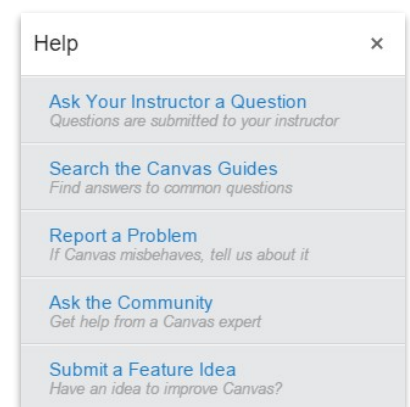 Help ×
Ask Your Instructor a Question
Questions are submitted to your instructor
Search the Canvas Guides
Find answers to common questions
Report a Problem
If Canvas misbehaves, tell us about it
Ask the Community
Get help from a Canvas expert
Submit a Feature Idea
Have an idea to improve Canvas?